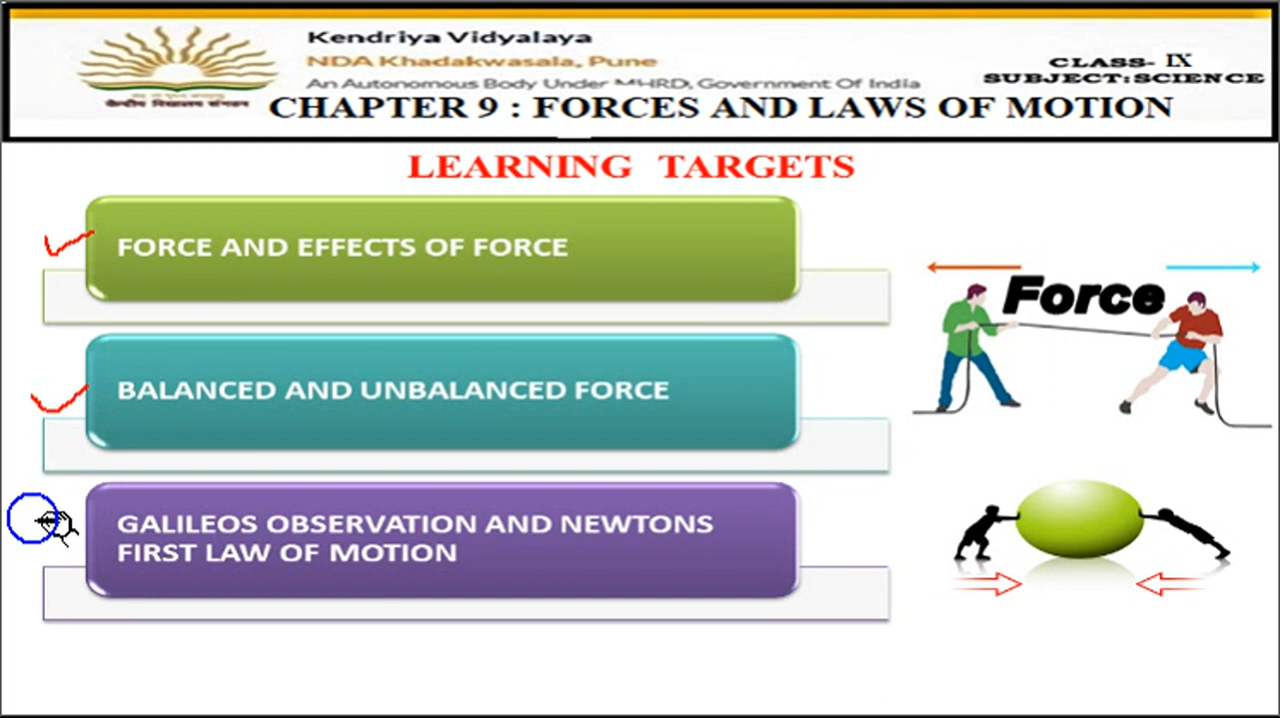 Kendriya Vidyalaya
NDA Khadakwasala, Pune
An Autonomous Body Under MHRD, Government Of India
केन्द्रीय विद्यालय संगठन
CLASS- IX
SUBJECT:SCIENCE
CHAPTER 9 : FORCES AND LAWS OF MOTION
LEARNING TARGETS
FORCE AND EFFECTS OF FORCE
BALANCED AND UNBALANCED FORCE
GALILEOS OBSERVATION AND NEWTONS
FIRST LAW OF MOTION
Force